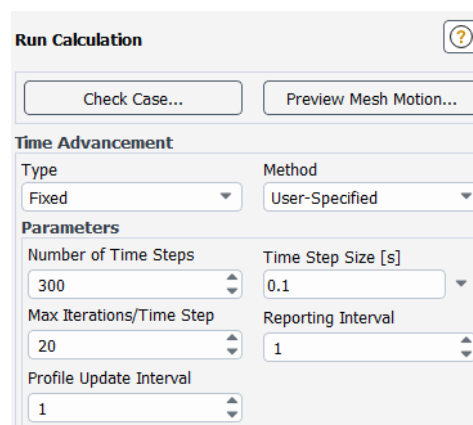 Run Calculation
?
Check Case... Preview Mesh Motion...
Time Advancement
Type Method
Fixed User-Specified
Parameters
Number of Time Steps Time Step Size [s]
300 0.1
Max Iterations/Time Step Reporting Interval
20 1
Profile Update Interval
1